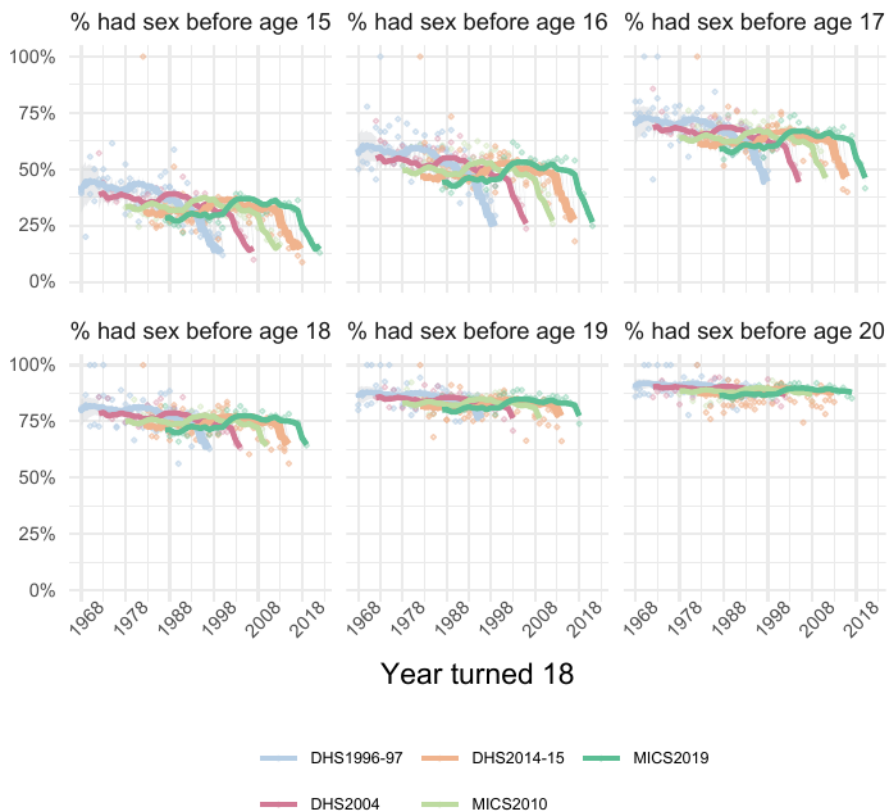 % had sex before age 15 % had sex before age 16 % had sex before age 17
100%
75%
50%
25%
0%
% had sex before age 18 % had sex before age 19 % had sex before age 20
100%
75%
50%
25%
0%
1968 1978 1988 1998 2008 2018 1968 1978 1988 1998 2008 2018 1968 1978 1988 1998 2008 2018
Year turned 18
DHS1996-97 DHS2014-15 MICS2019
DHS2004 MICS2010